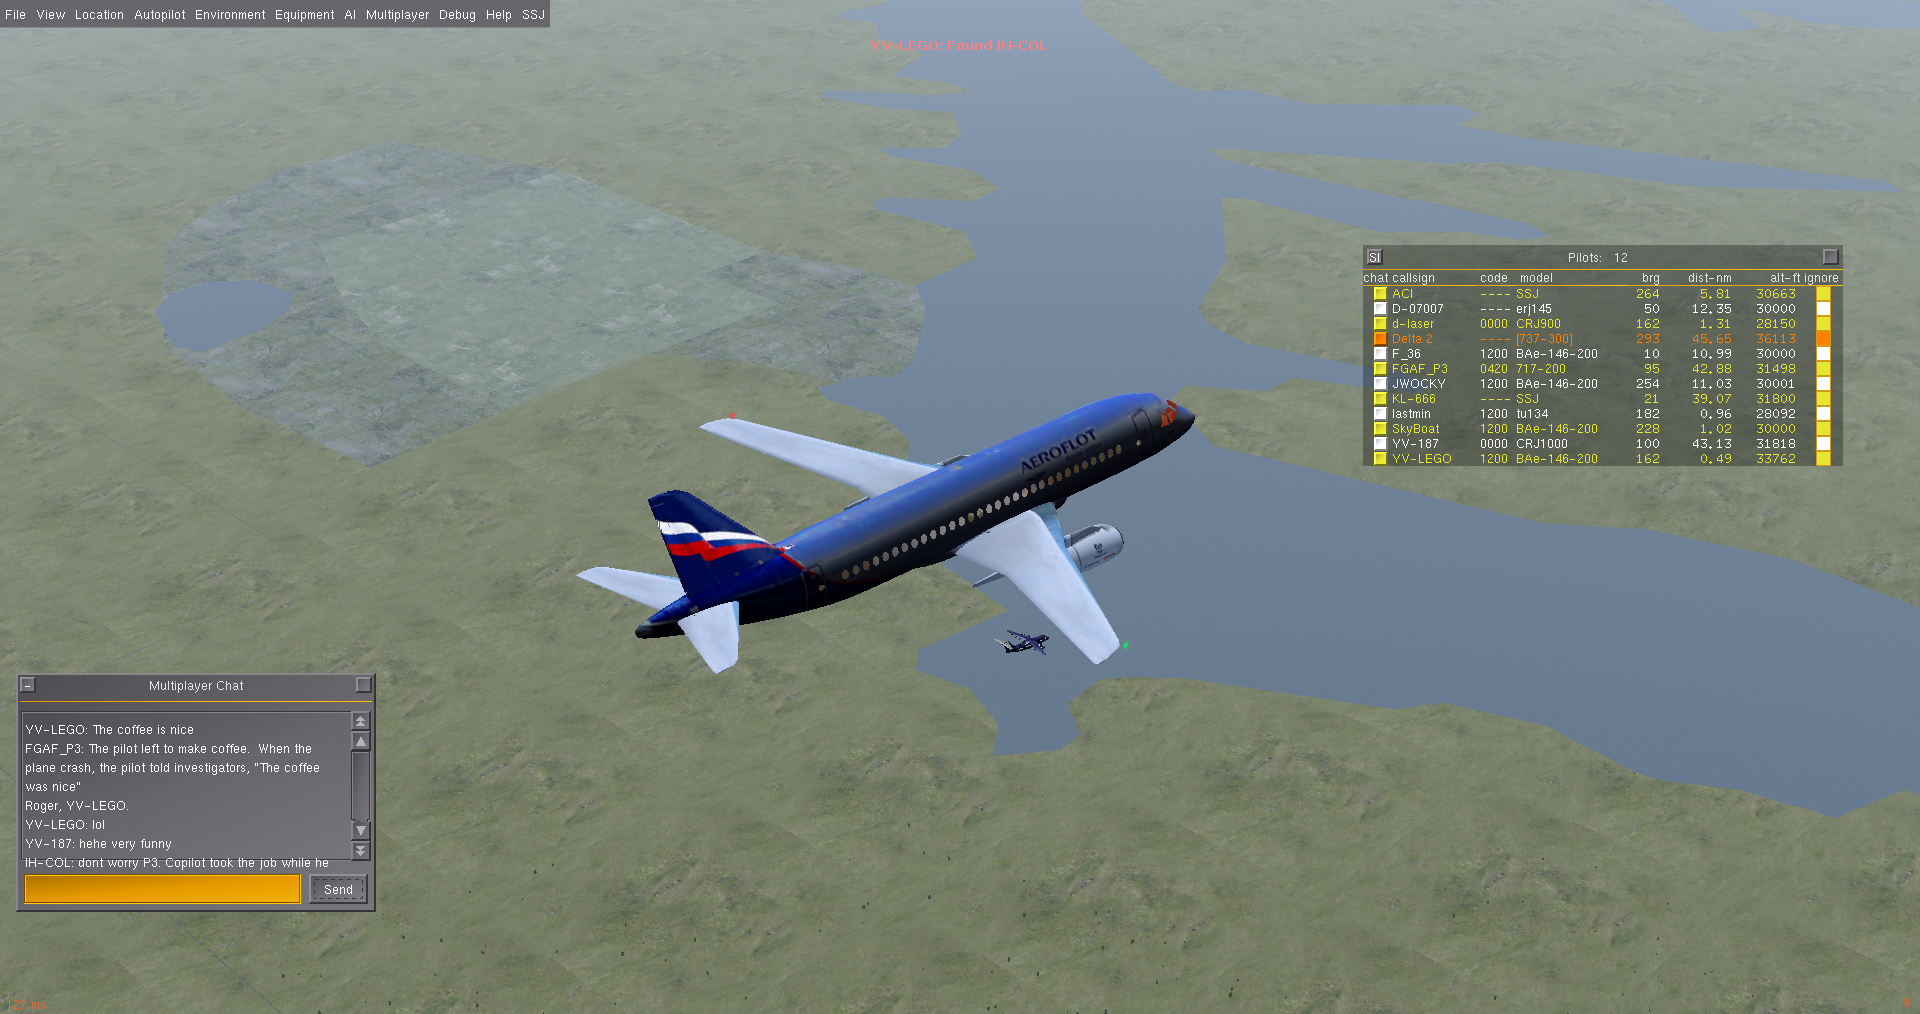 File View Location Autopilot Environment Equipment AI Multiplayer Debug Help SSJ
YV-LEGO: Found IH-COL
SI Pilots: 12
chat callsign code model brg dist-nm alt-ft ignore
ACI ---- SSJ 264 5.81 30663
D-07007 ---- erj145 50 12.35 30000
d-laser 0000 CRJ900 162 1.31 28150
Delta 2 ---- [737-300] 293 45.65 36113
F_36 1200 BAe-146-200 10 10.99 30000
FGAF_P3 0420 717-200 95 42.88 31498
JWOCKY 1200 BAe-146-200 254 11.03 30001
KL-666 ---- SSJ 21 39.07 31800
lastmin 1200 tu134 182 0.96 28092
SkyBoat 1200 BAe-146-200 228 1.02 30000
YV-187 0000 CRJ1000 100 43.13 31818
YV-LEGO 1200 BAe-146-200 162 0.49 33762
AEROFLOT
- Multiplayer Chat
YV-LEGO: The coffee is nice
FGAF_P3: The pilot left to make coffee.  When the
plane crash, the pilot told investigators, "The coffee
was nice"
Roger, YV-LEGO.
YV-LEGO: lol
YV-187: hehe very funny
IH-COL: dont worry P3. Copilot took the job while he
Send